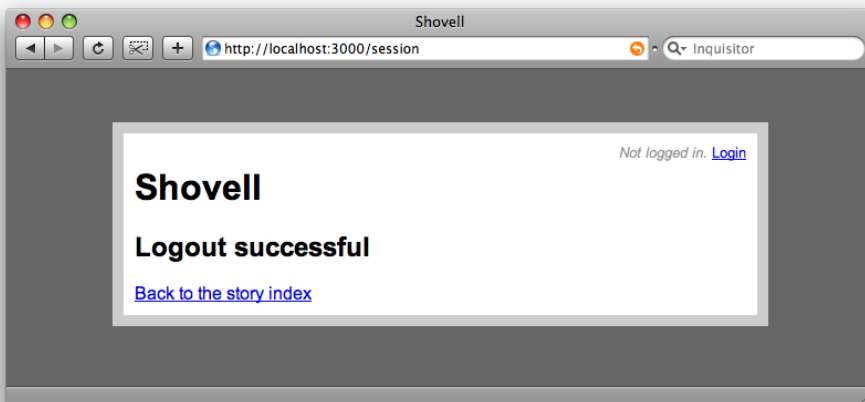 Shovell
http://localhost:3000/session
Inquisitor
Not logged in. Login
Shovell
Logout successful
Back to the story index